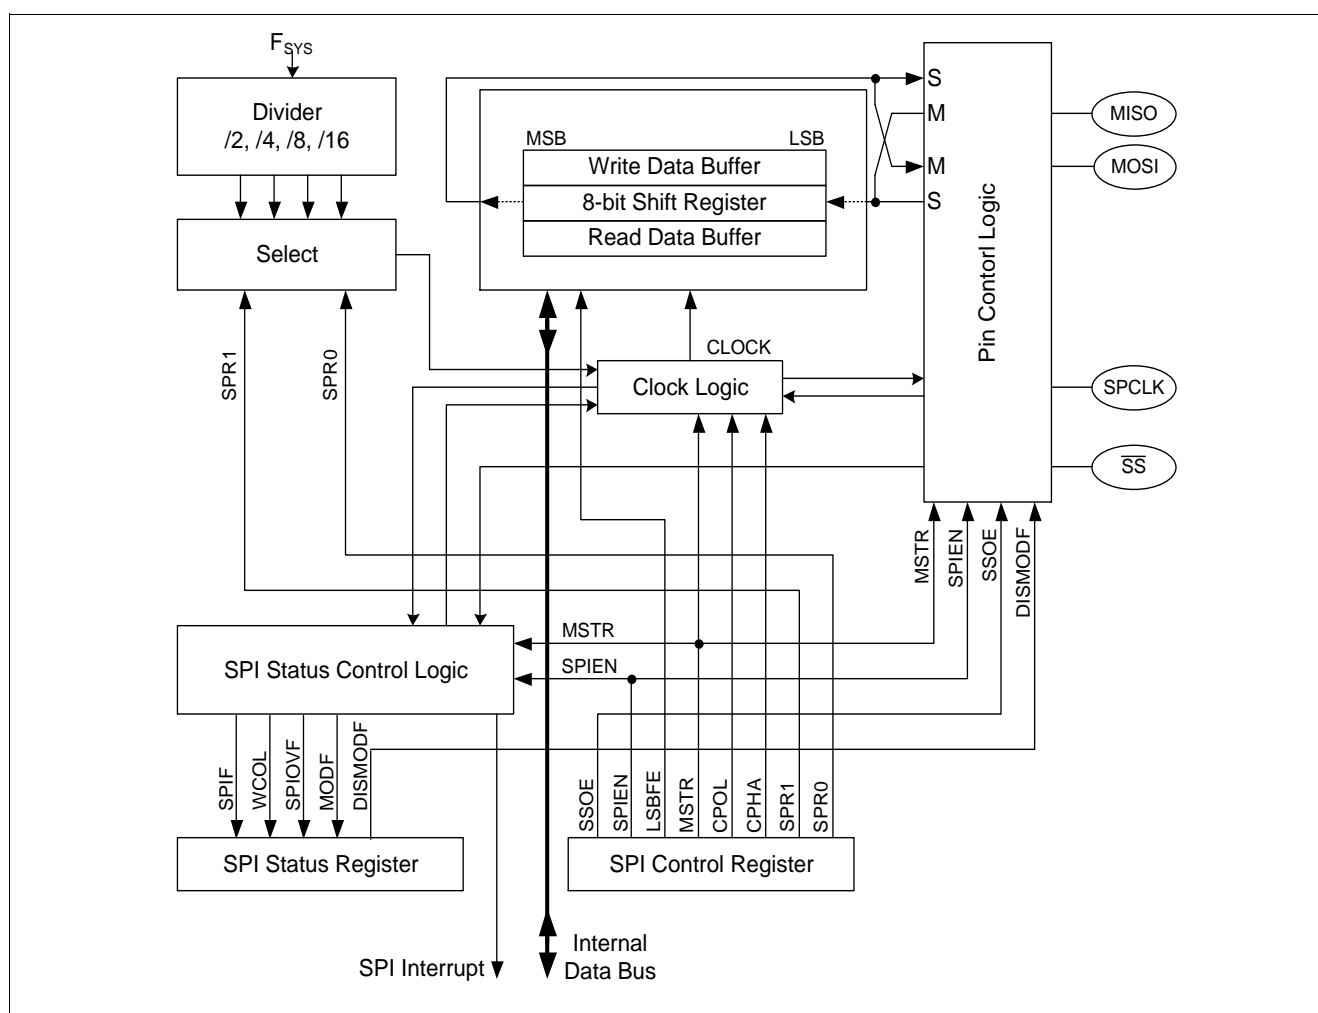 FSYS
Divider
/2, /4, /8, /16
Select
SPR1
SPR0
MSB
LSB
Write Data Buffer
8-bit Shift Register
Read Data Buffer
CLOCK
Clock Logic
S
M
M
S
Pin Contorl Logic
MISO
MOSI
SPCLK
SS
MSTR
SPIEN
SSOE
DISMODF
MSTR
SPIEN
SPI Status Control Logic
SPIF
WCOL
SPIOVF
MODF
DISMODF
SPI Status Register
SSOE
SPIEN
LSBFE
MSTR
CPOL
CPHA
SPR1
SPR0
SPI Control Register
SPI Interrupt
Internal
Data Bus